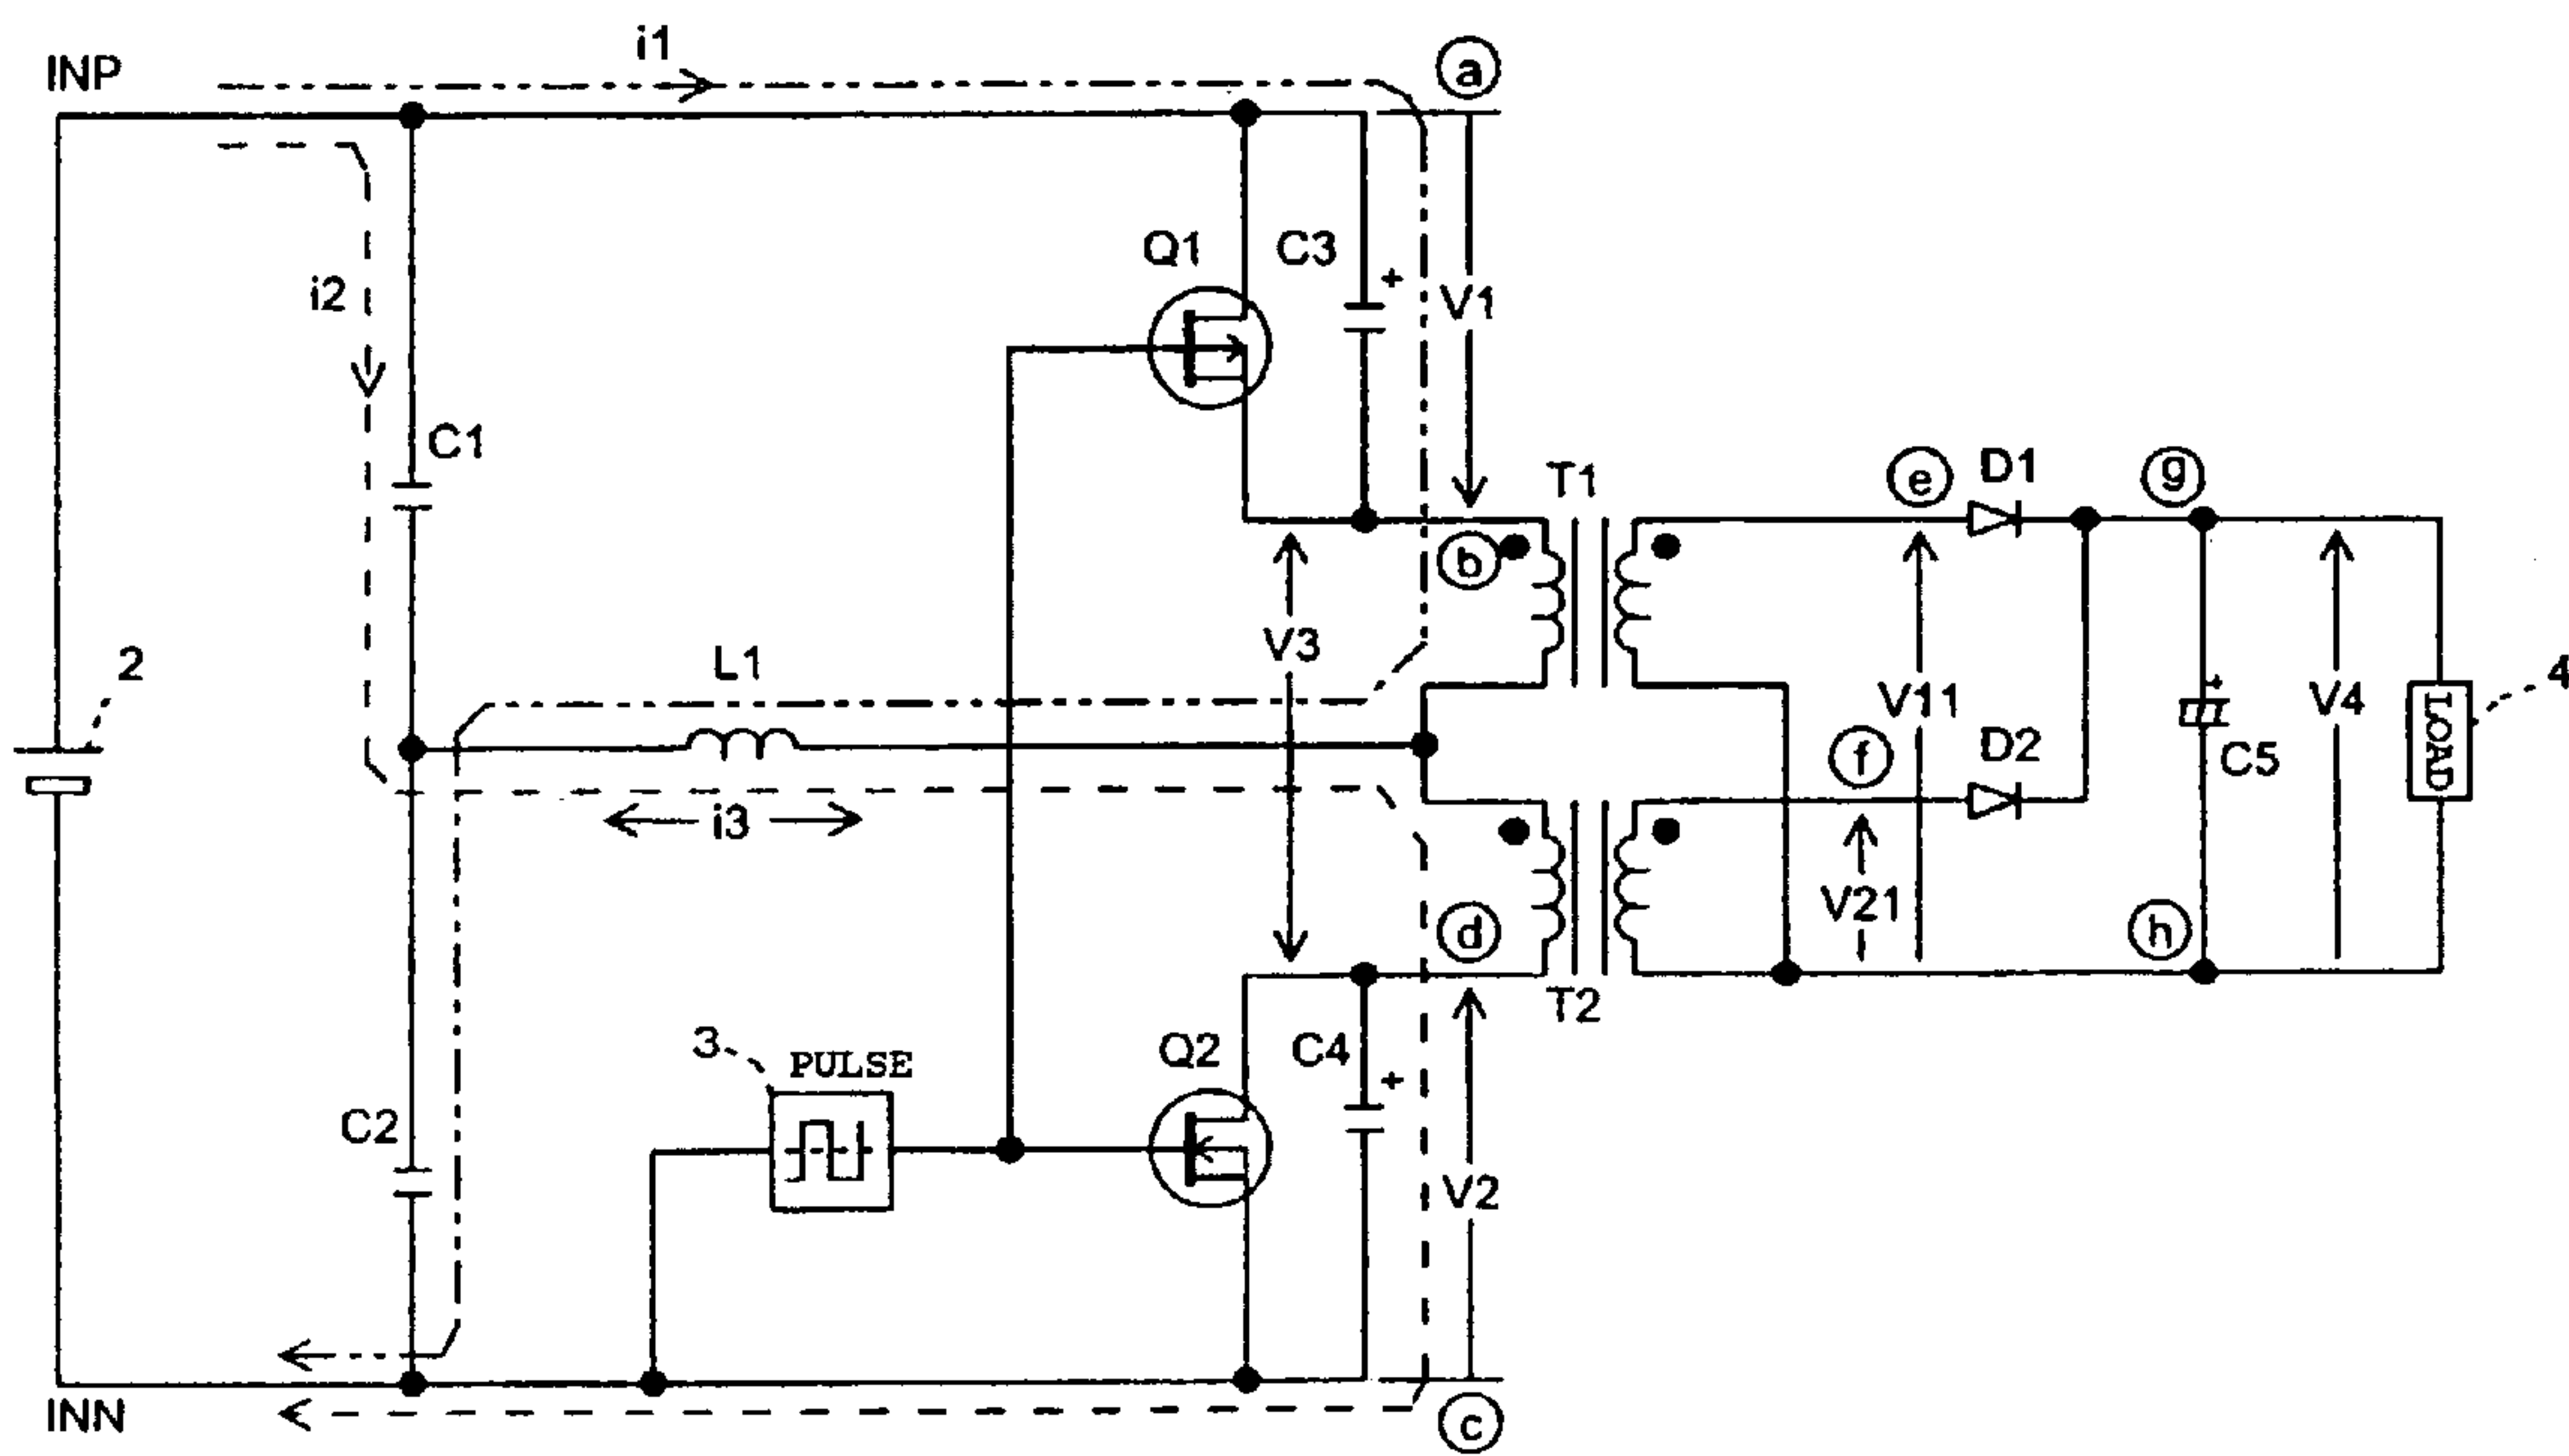 i1
INP
a
Q1
C3
+
i2
V1
C1
e
D1
g
T1
b
V3
2
L1
4
V11
V4
LOAD
+
f
D2
C5
i3
V21
d
h
T2
3
PULSE
Q2
C4
+
C2
V2
INN
c